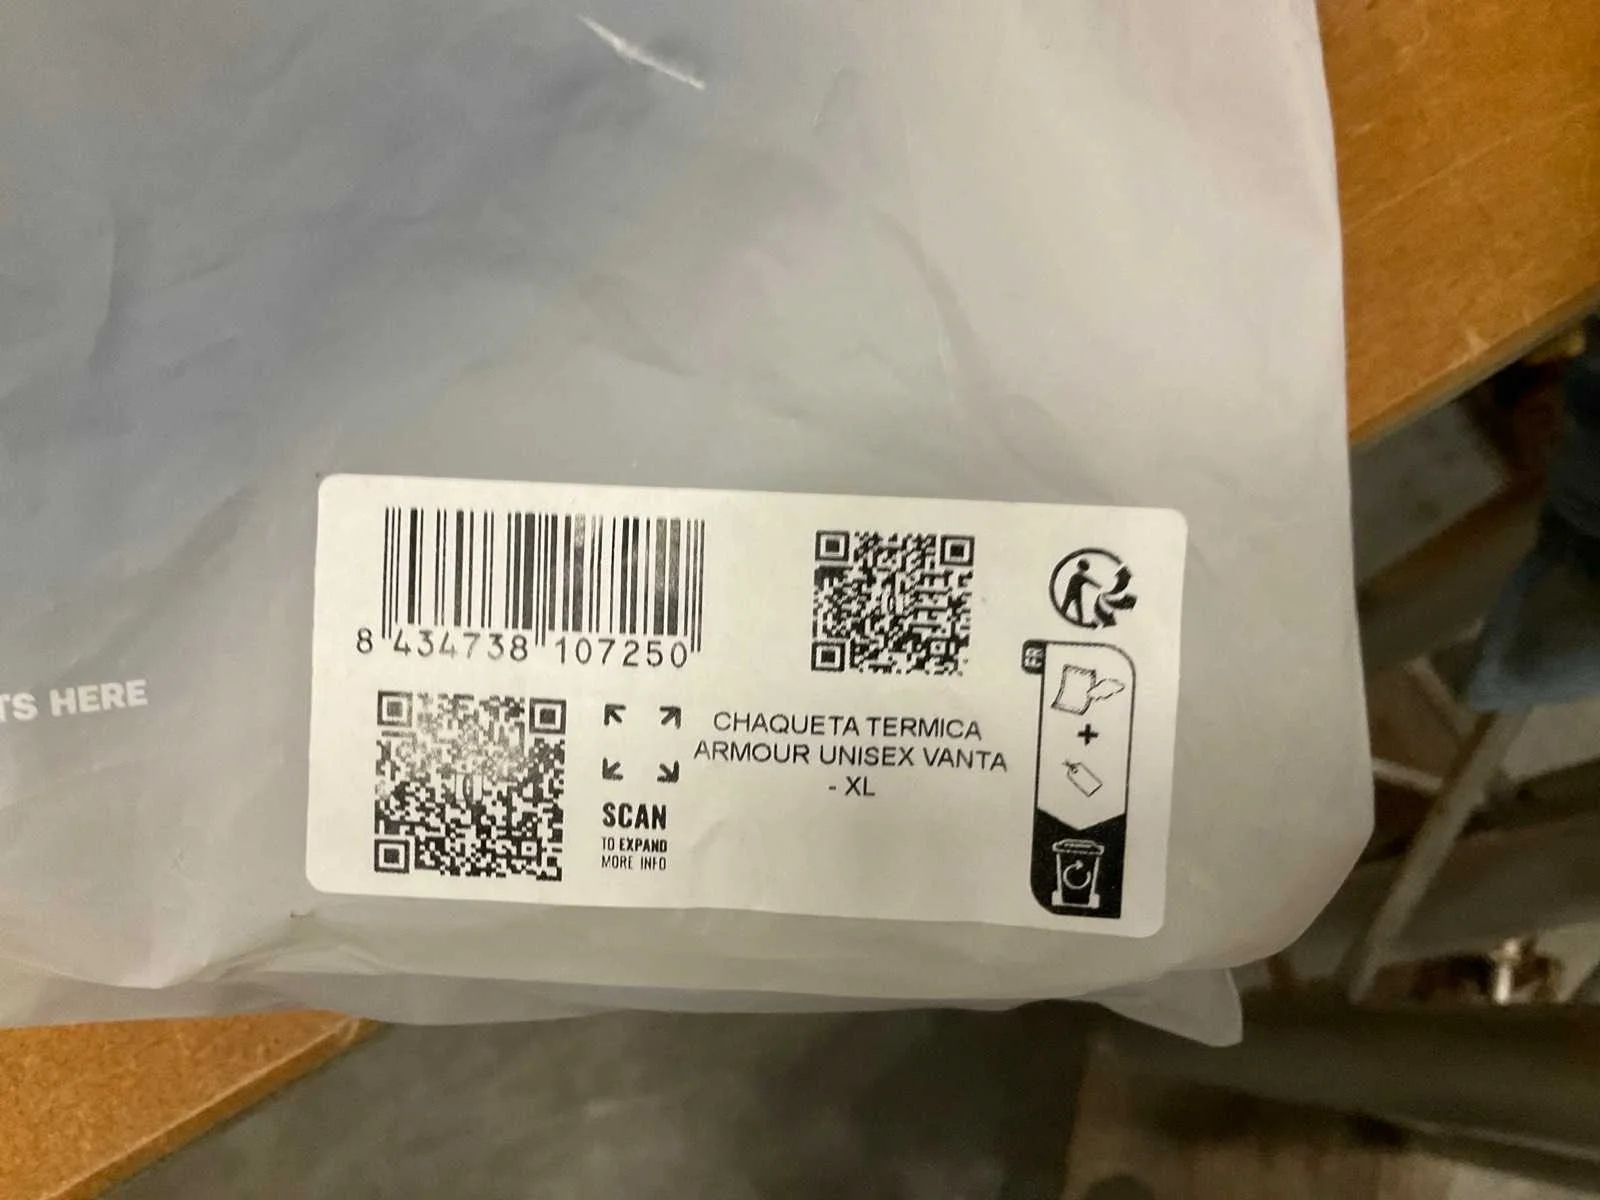 8 434738 107250
TS HERE
SCAN
TO EXPAND
MORE INFO
CHAQUETA TERMICA
ARMOUR UNISEX VANTA
- XL
FR